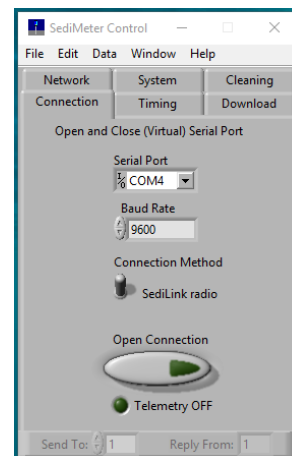 SediMeter Control
File Edit Data Window Help
Network System Cleaning
Connection Timing Download
Open and Close (Virtual) Serial Port
Serial Port
I/O COM4
Baud Rate
9600
Connection Method
SediLink radio
Open Connection
Telemetry OFF
Send To: 1 Reply From: 1